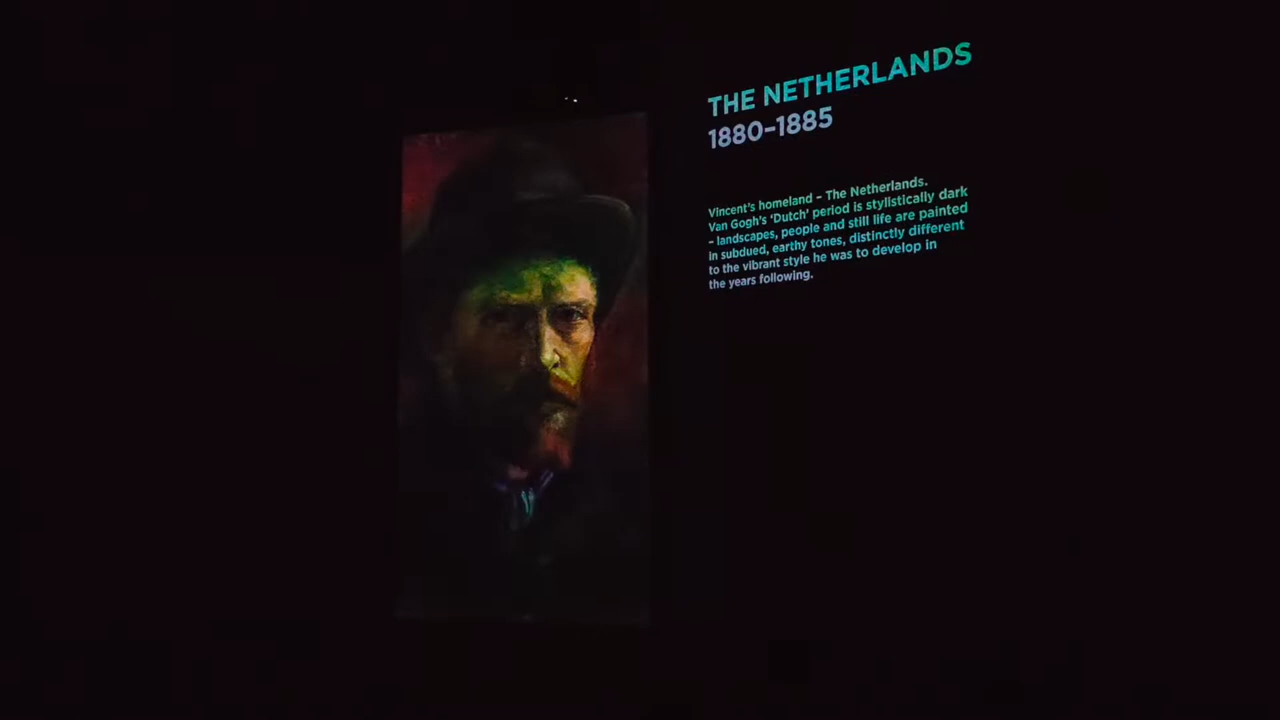 THE NETHERLANDS
1880–1885
Vincent's homeland – The Netherlands.
Van Gogh's 'Dutch' period is stylistically dark
– landscapes, people and still life are painted
in subdued, earthy tones, distinctly different
to the vibrant style he was to develop in
the years following.